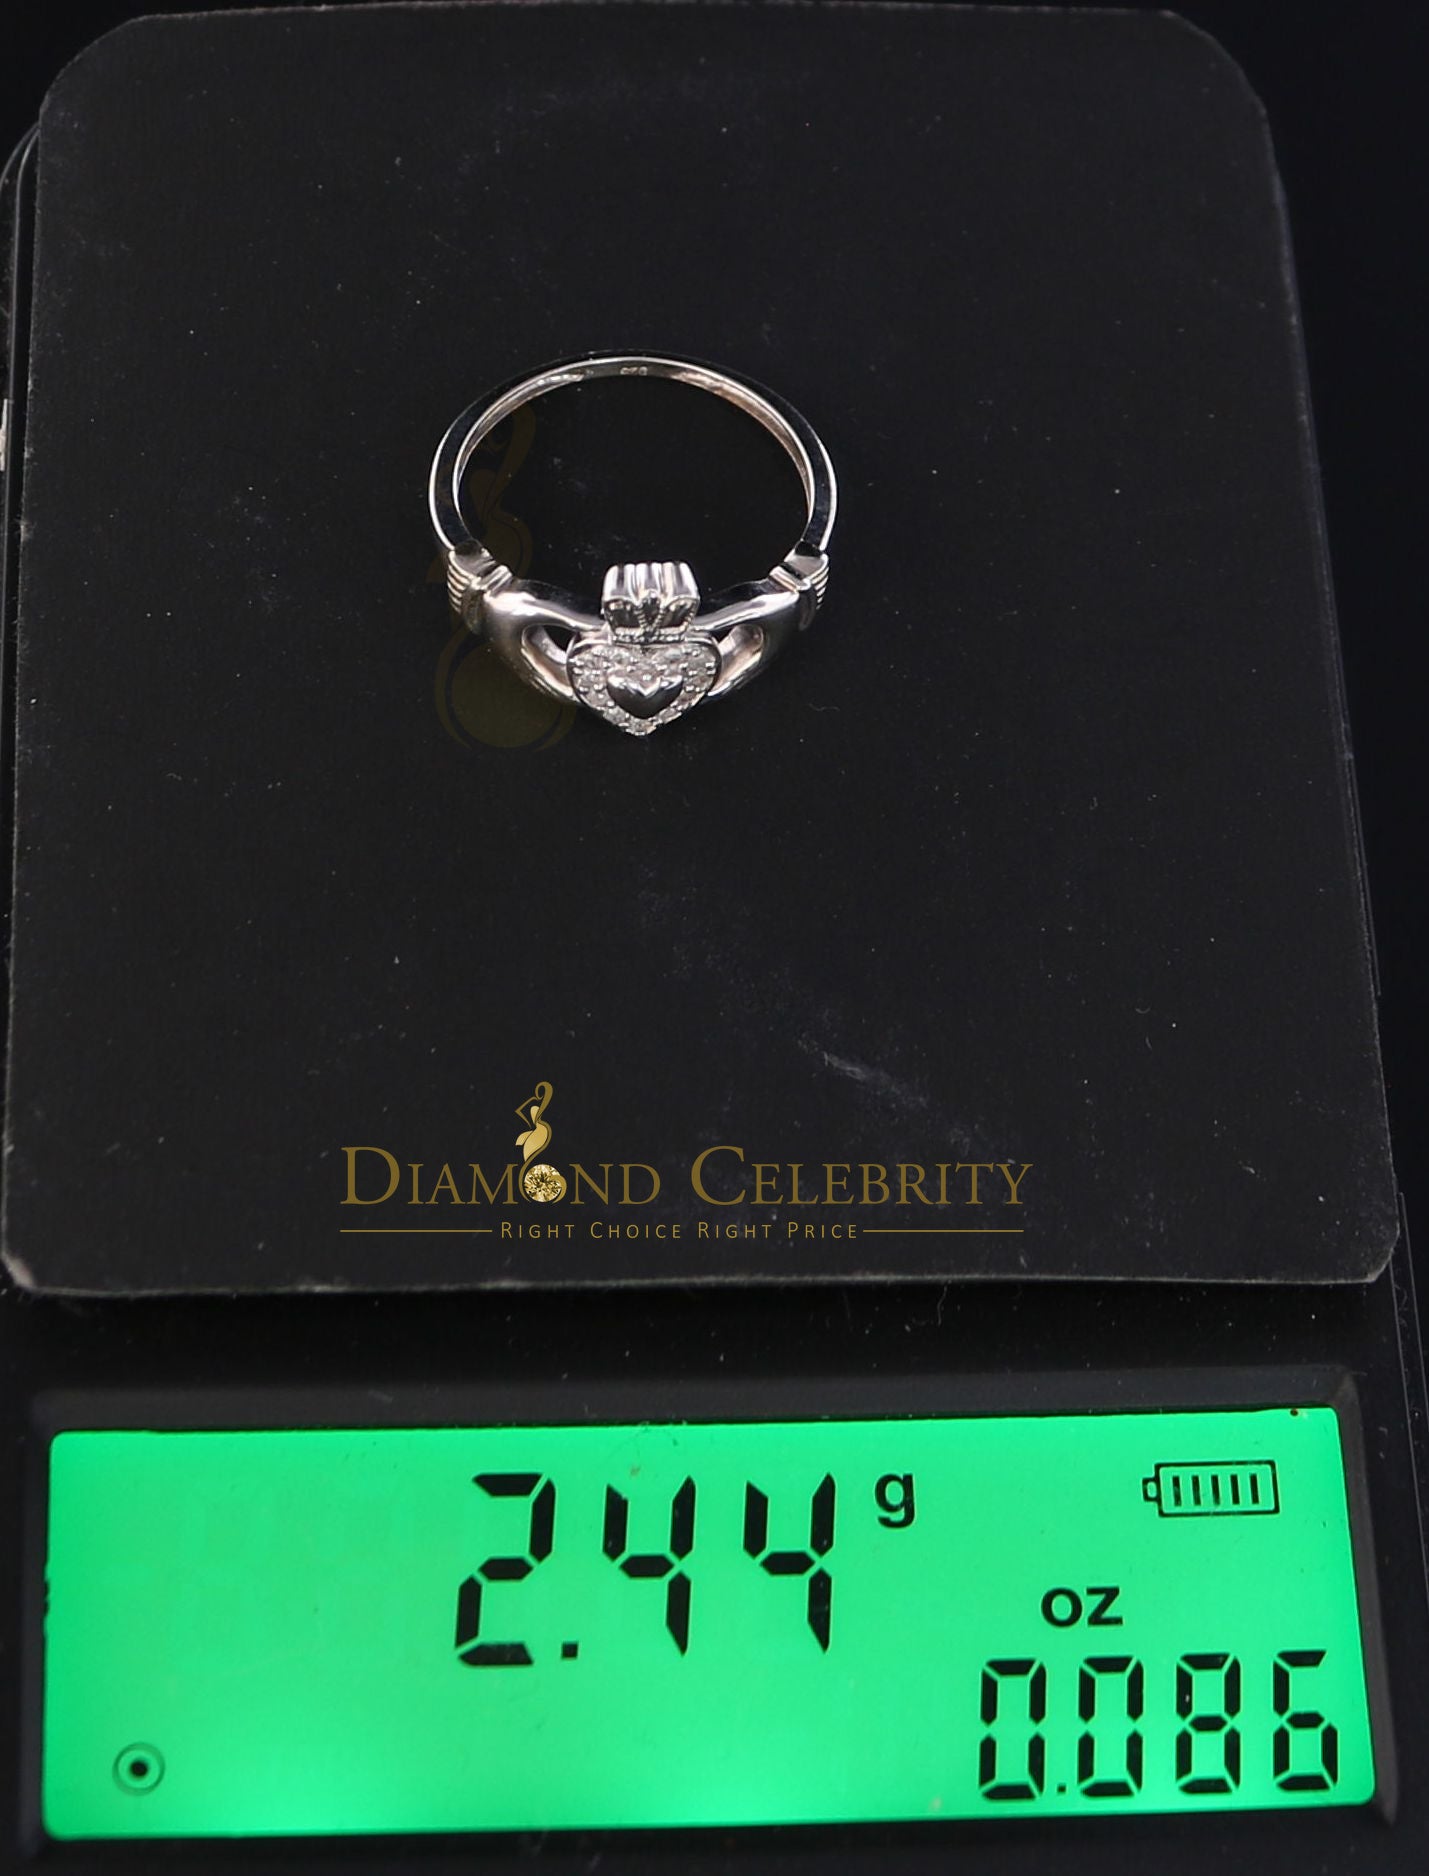 DIAMOND CELEBRITY
RIGHT CHOICE RIGHT PRICE
2.44 g
oz
0.086